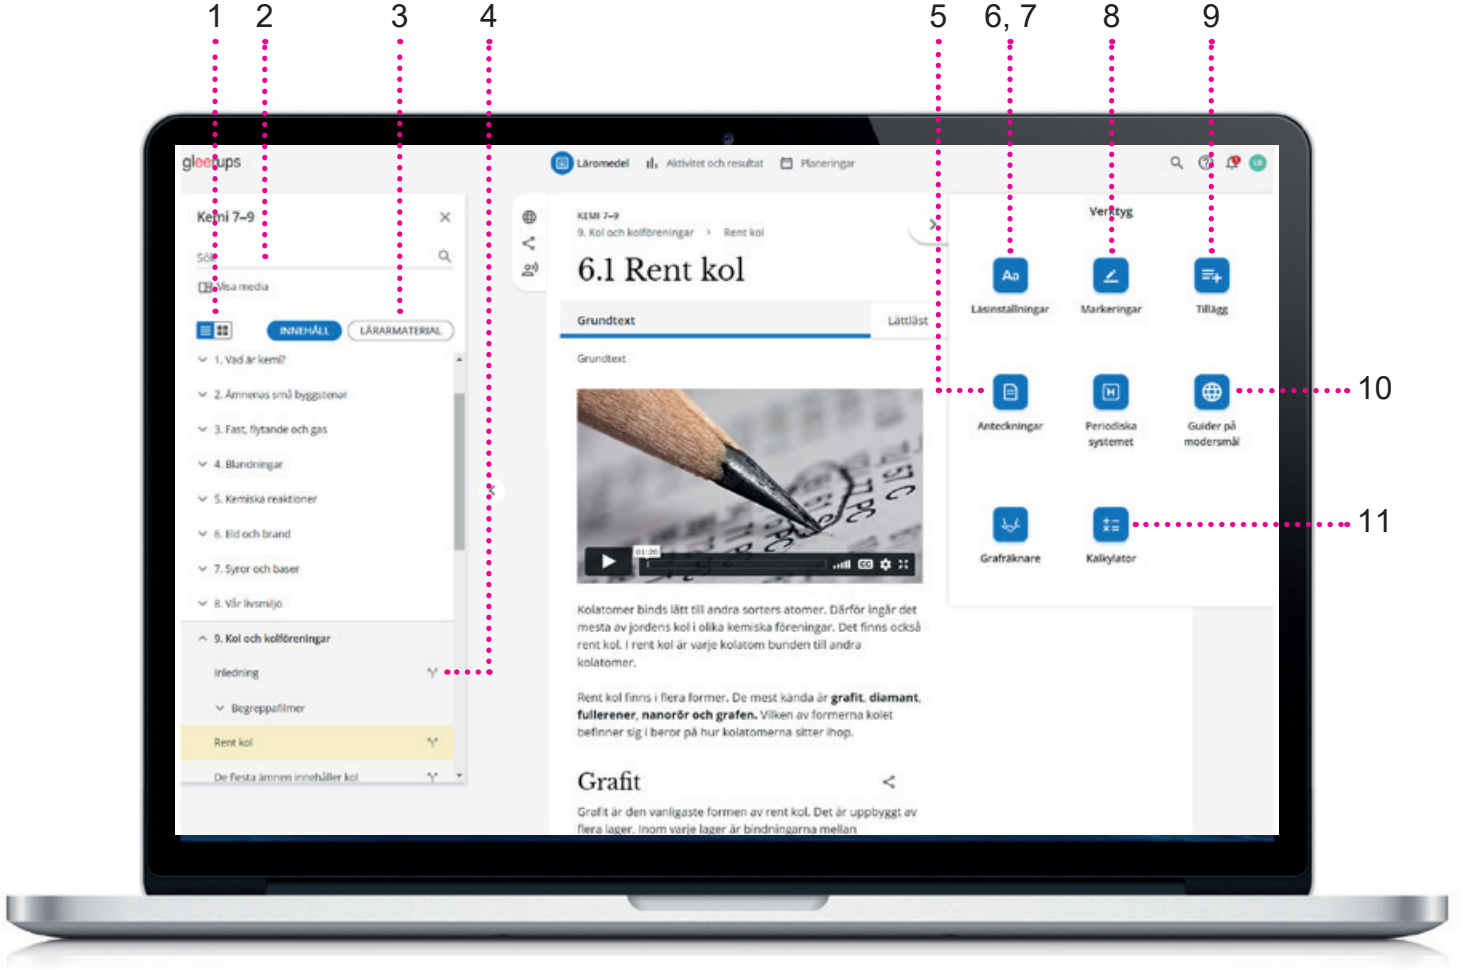 1 2 3 4 5 6, 7 8 9
gleerups
Läromedel Aktivitet och resultat Planeringar
Kemi 7–9
Sök
Visa media
INNEHÅLL LÄRARMATERIAL
1. Vad är kemi?
2. Ämnenas små byggstenar
3. Fast, flytande och gas
4. Blandningar
5. Kemiska reaktioner
6. Eld och brand
7. Syror och baser
8. Vår livsmiljö
9. Kol och kolföreningar
Inledning
Begreppsfilmer
Rent kol
De flesta ämnen innehåller kol
KEMI 7–9
9. Kol och kolföreningar > Rent kol
6.1 Rent kol
Grundtext Lättläst
Grundtext
57 C
01:20
CC
Kolatomer binds lätt till andra sorters atomer. Därför ingår det
mesta av jordens kol i olika kemiska föreningar. Det finns också
rent kol. I rent kol är varje kolatom bunden till andra
kolatomer.
Rent kol finns i flera former. De mest kända är grafit, diamant,
fullerener, nanorör och grafen. Vilken av formerna kolet
befinner sig i beror på hur kolatomerna sitter ihop.
Grafit
Grafit är den vanligaste formen av rent kol. Det är uppbyggt av
flera lager. Inom varje lager är bindningarna mellan
Verktyg
Aa
Läsinställningar Markeringar Tillägg
H
Anteckningar Periodiska systemet Guider på modersmål
10
Grafräknare Kalkylator
11